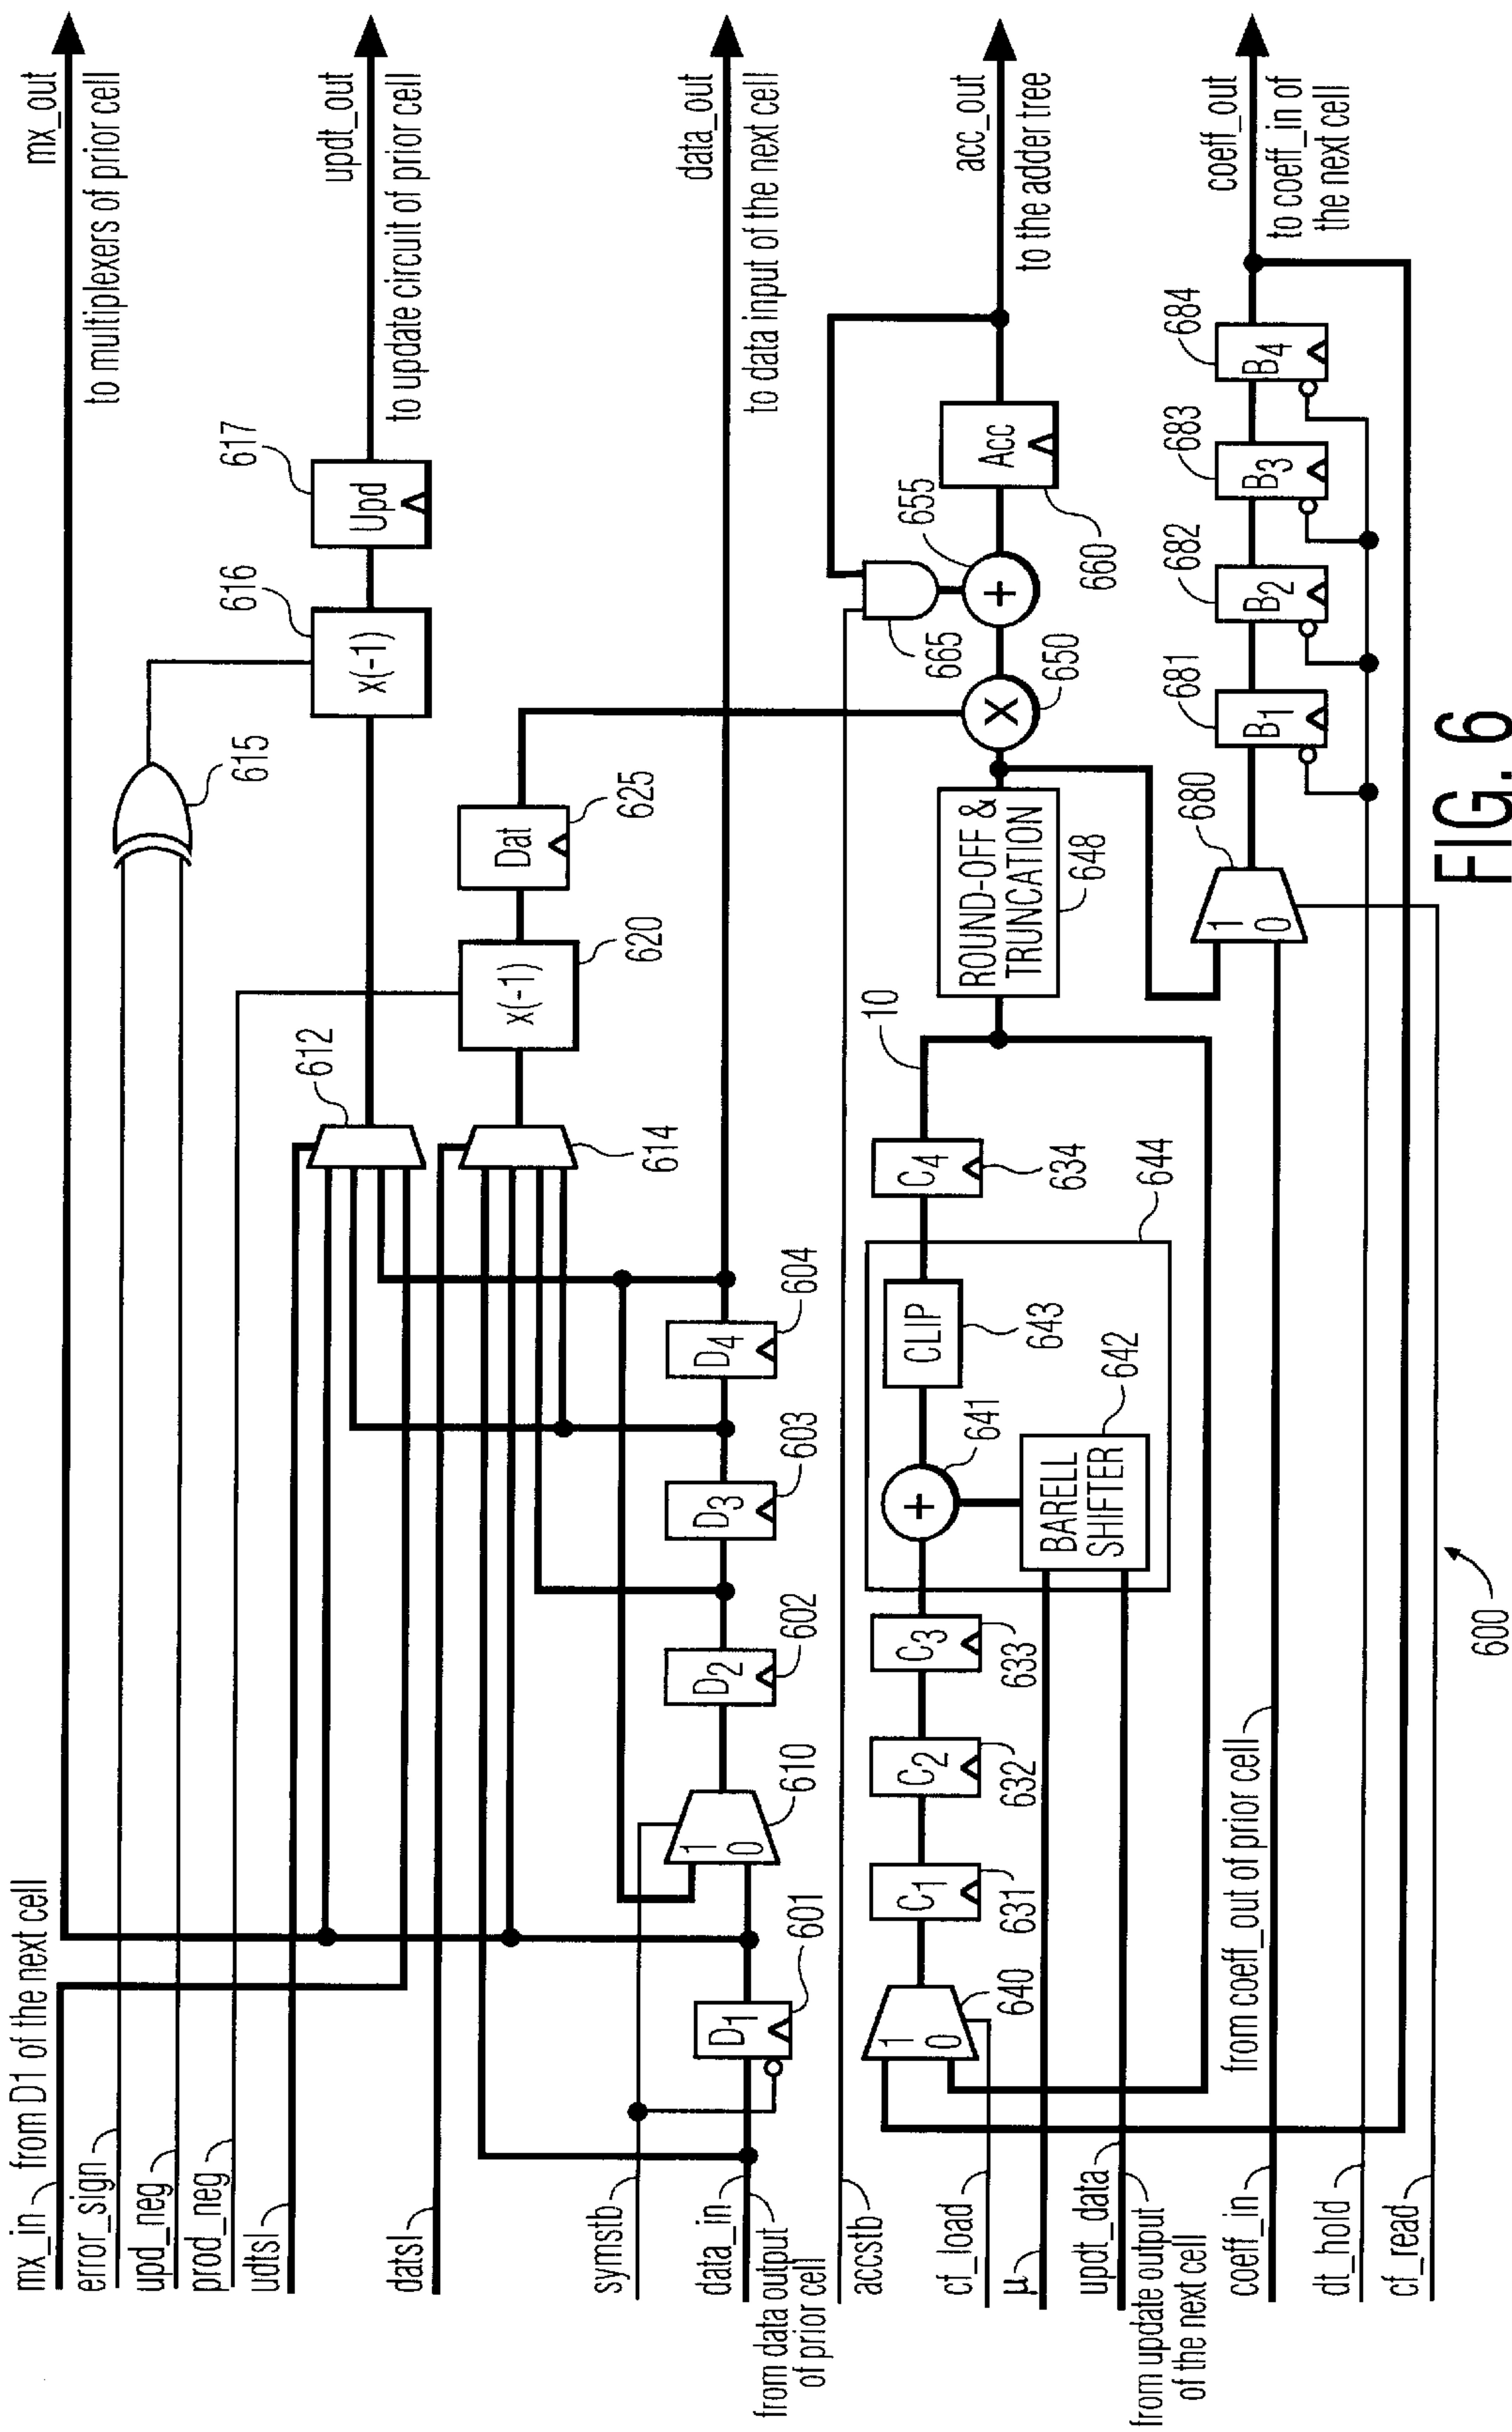 mx_in
from D1 of the next cell
error_sign
upd_neg
prod_neg
udtsl
datsl
symstb
data_in
from data output
of prior cell
accstb
cf_load
μ
updt_data
from update output
of the next cell
coeff_in
from coeff_out of prior cell
dt_hold
cf_read
mx_out
to multiplexers of prior cell
updt_out
to update circuit of prior cell
data_out
to data input of the next cell
acc_out
to the adder tree
coeff_out
to coeff_in of
the next cell
615
612
x(-1)
616
Upd
617
614
x(-1)
620
Dat
625
D1
601
1
0
610
D2
602
D3
603
D4
604
1
0
640
C1
631
C2
632
C3
633
+
641
BARELL
SHIFTER
642
CLIP
643
644
C4
634
10
ROUND-OFF &
TRUNCATION
648
X
650
+
655
665
Acc
660
1
0
680
B1
681
B2
682
B3
683
B4
684
600
FIG. 6